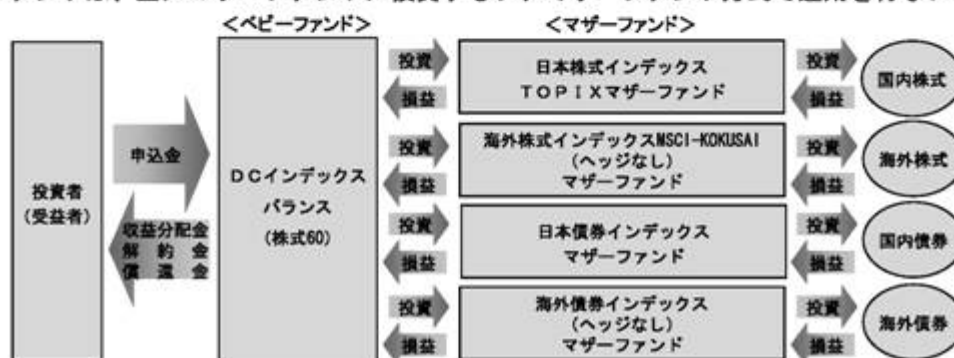 <ベビーファンド>
<マザーファンド>
投資者
(受益者)
申込金
収益分配金
解約金
償還金
DCインデックス
バランス
(株式60)
投資
損益
日本株式インデックス
TOPIXマザーファンド
投資
損益
国内株式
投資
損益
海外株式インデックスMSCI-KOKUSAI
(ヘッジなし)
マザーファンド
投資
損益
海外株式
投資
損益
日本債券インデックス
マザーファンド
投資
損益
国内債券
投資
損益
海外債券インデックス
(ヘッジなし)
マザーファンド
投資
損益
海外債券